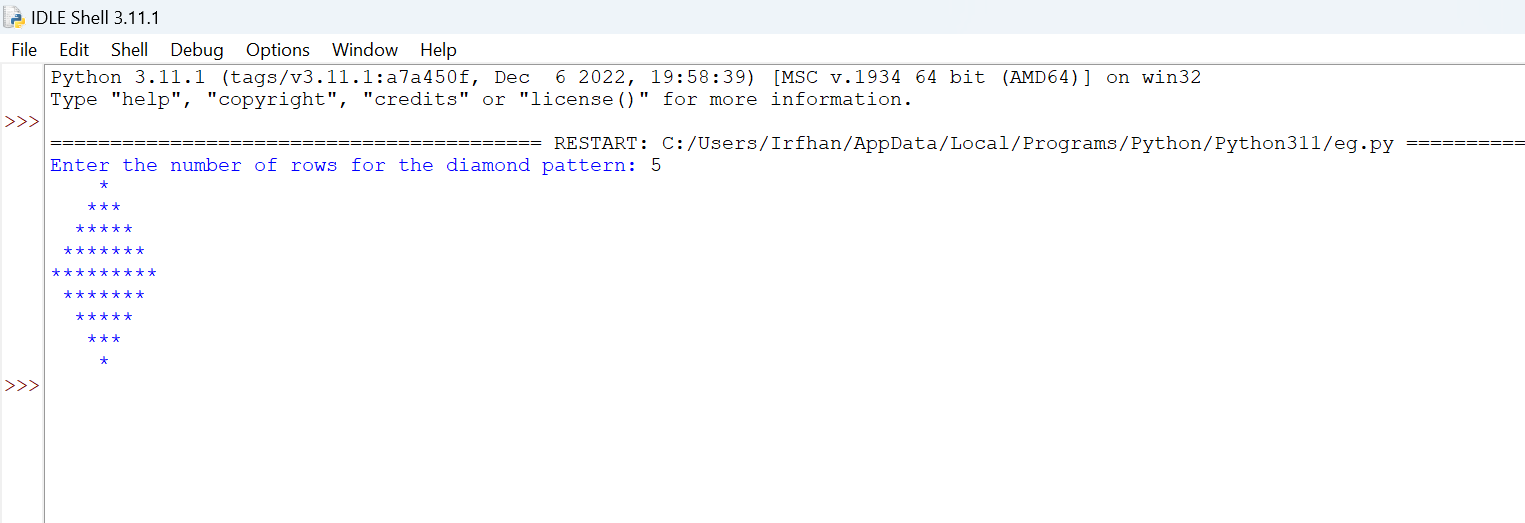 IDLE Shell 3.11.1
File Edit Shell Debug Options Window Help
Python 3.11.1 (tags/v3.11.1:a7a450f, Dec  6 2022, 19:58:39) [MSC v.1934 64 bit (AMD64)] on win32
Type "help", "copyright", "credits" or "license()" for more information.
>>>
========================================= RESTART: C:/Users/Irfhan/AppData/Local/Programs/Python/Python311/eg.py ==========
Enter the number of rows for the diamond pattern: 5
    *
   ***
  *****
 *******
*********
 *******
  *****
   ***
    *
>>>